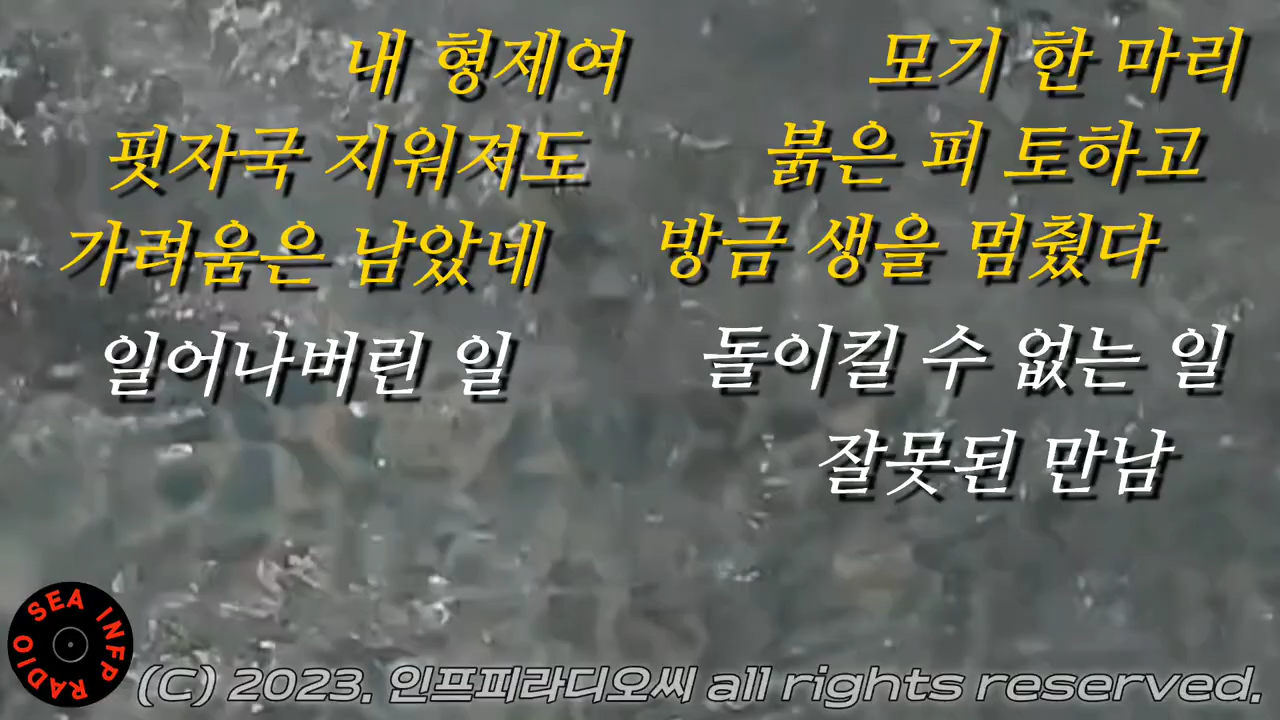 내 형제여
핏자국 지워져도
가려움은 남았네
일어나버린 일
모기 한 마리
붉은 피 토하고
방금 생을 멈췄다
돌이킬 수 없는 일
잘못된 만남
SEA INFP RADIO
(C) 2023. 인프피라디오씨 all rights reserved.